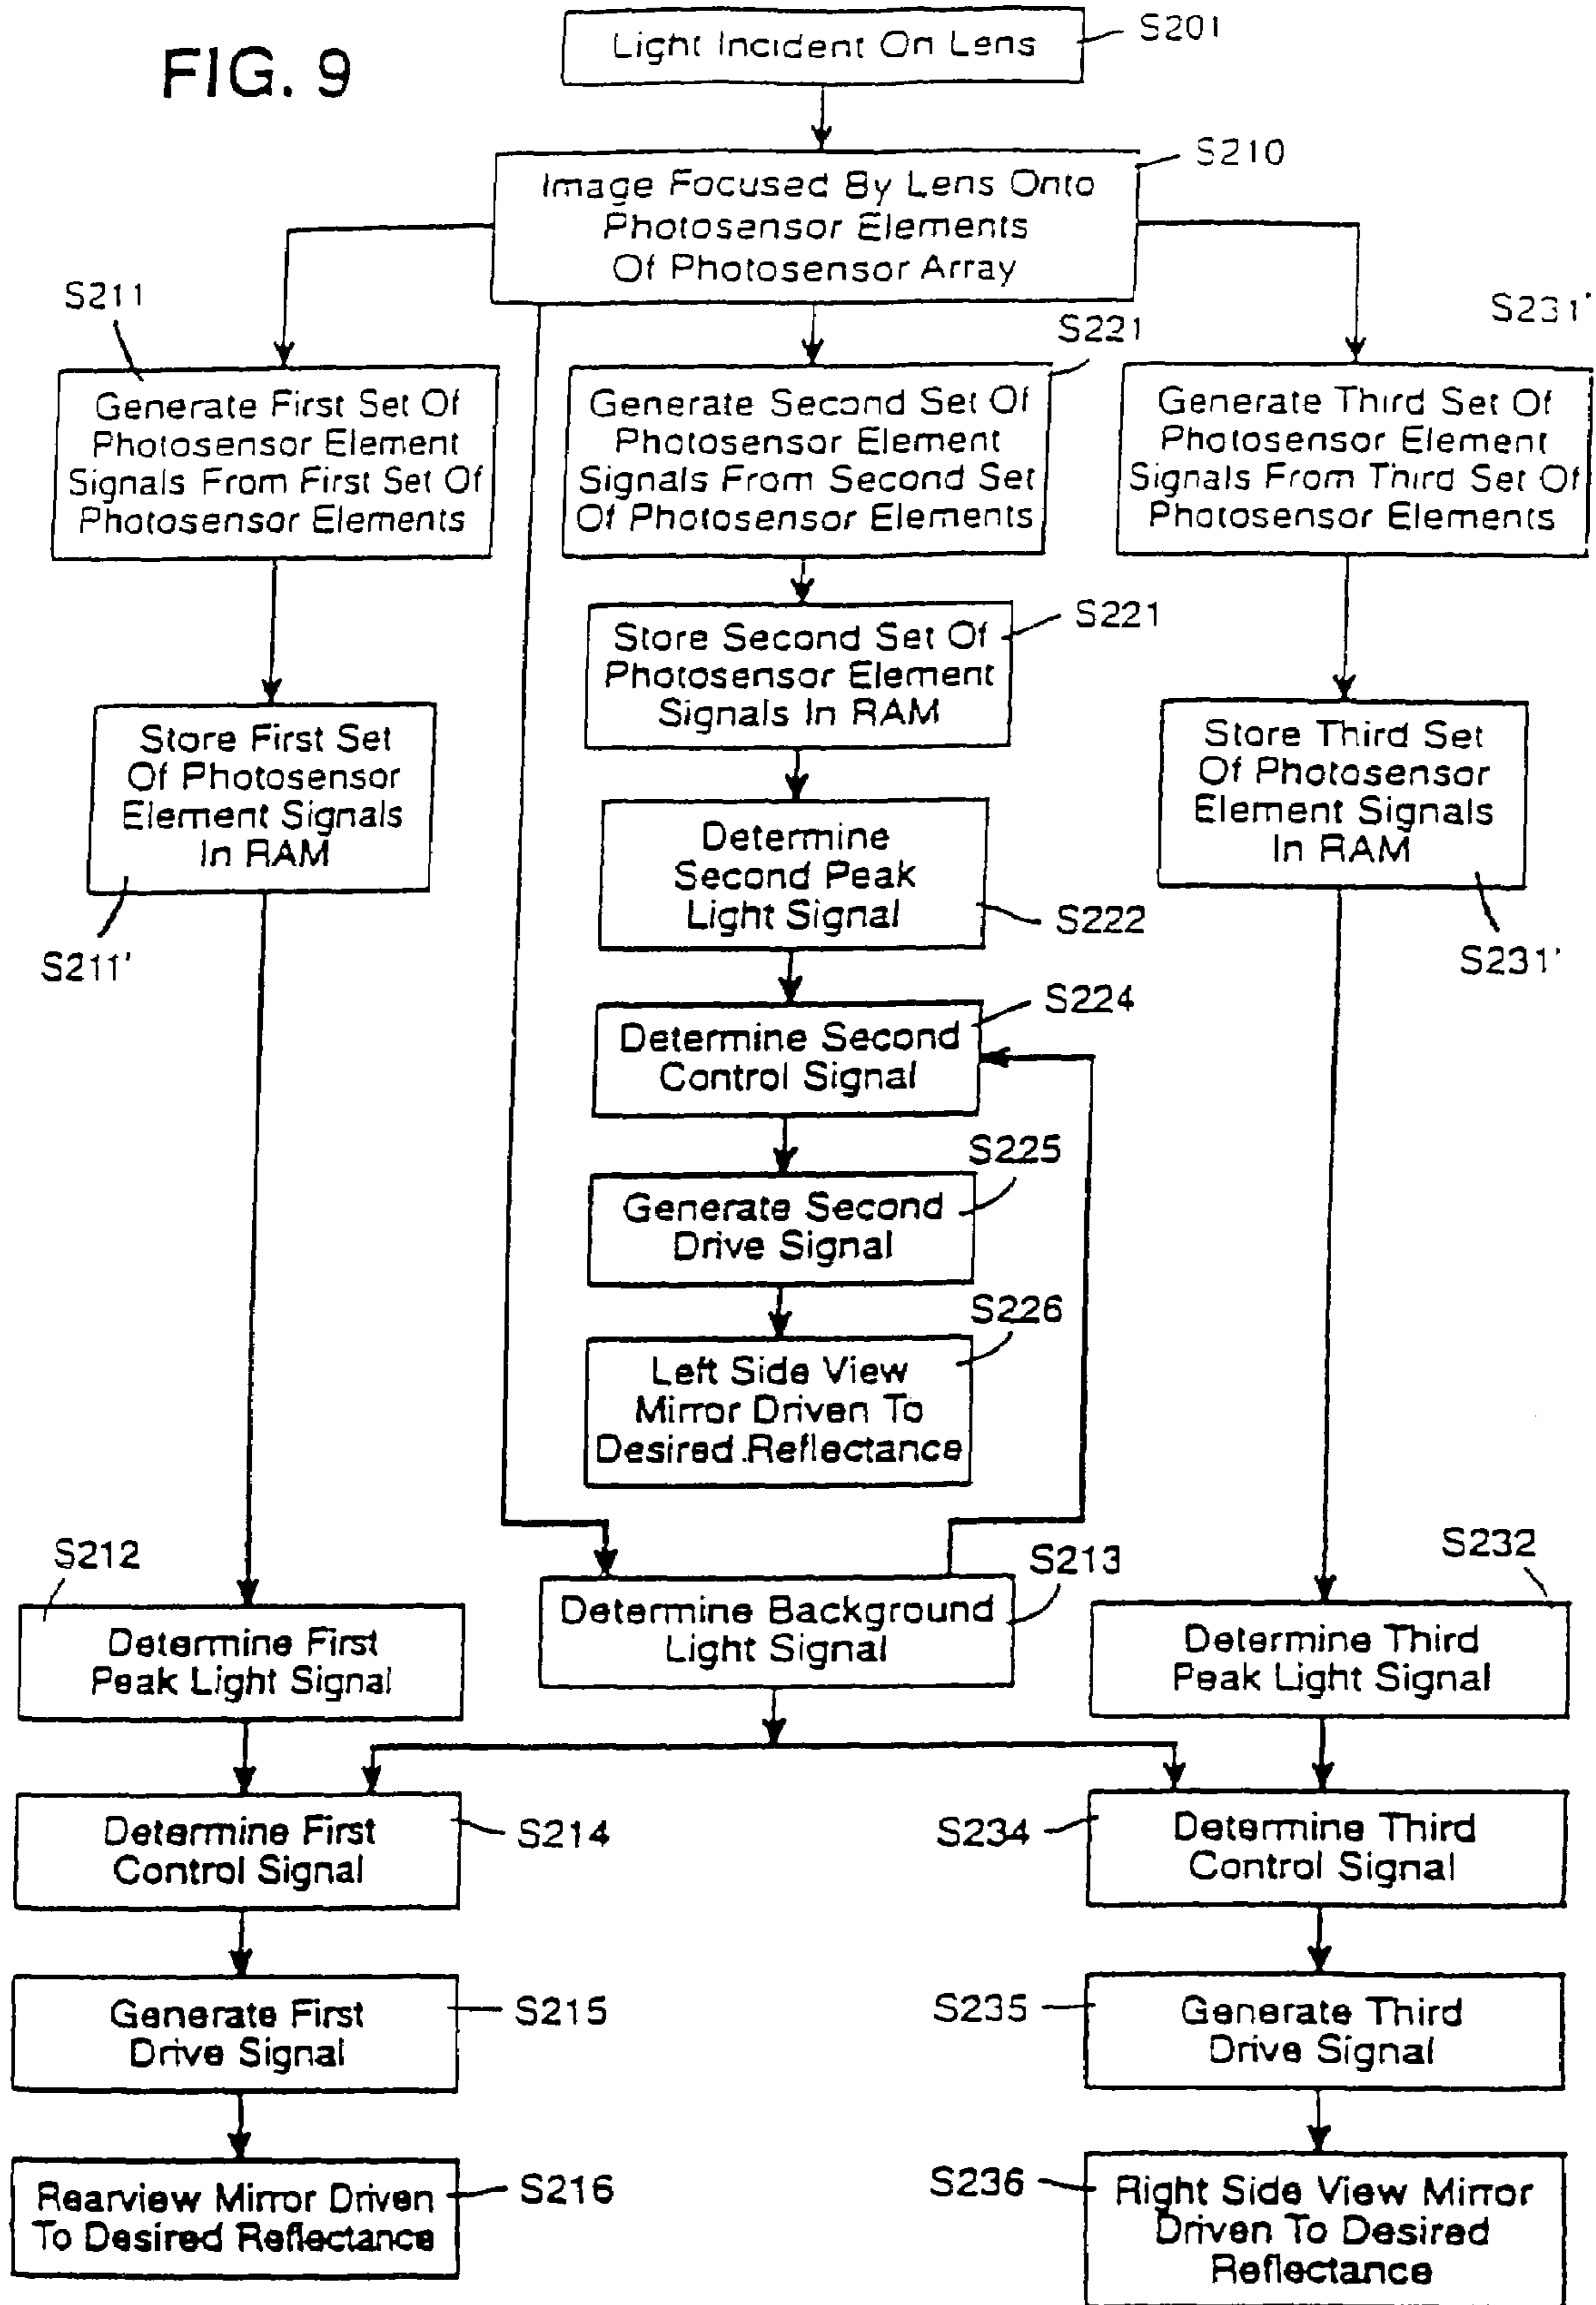 FIG. 9
Light Incident On Lens
S201
Image Focused By Lens Onto
Photosensor Elements
Of Photosensor Array
S210
S211
Generate First Set Of
Photosensor Element
Signals From First Set Of
Photosensor Elements
S221
Generate Second Set Of
Photosensor Element
Signals From Second Set
Of Photosensor Elements
S231'
Generate Third Set Of
Photosensor Element
Signals From Third Set Of
Photosensor Elements
Store First Set
Of Photosensor
Element Signals
In RAM
S211'
Store Second Set Of
Photosensor Element
Signals In RAM
S221
Store Third Set
Of Photosensor
Element Signals
In RAM
S231'
Determine
Second Peak
Light Signal
S222
Determine Second
Control Signal
S224
Generate Second
Drive Signal
S225
Left Side View
Mirror Driven To
Desired.Reflectance
S226
S212
Determine First
Peak Light Signal
Determine Background
Light Signal
S213
S232
Determine Third
Peak Light Signal
Determine First
Control Signal
S214
S234
Determine Third
Control Signal
Generate First
Drive Signal
S215
S235
Generate Third
Drive Signal
Rearview Mirror Driven
To Desired Reflectance
S216
S236
Right Side View Mirror
Driven To Desired
Reflectance